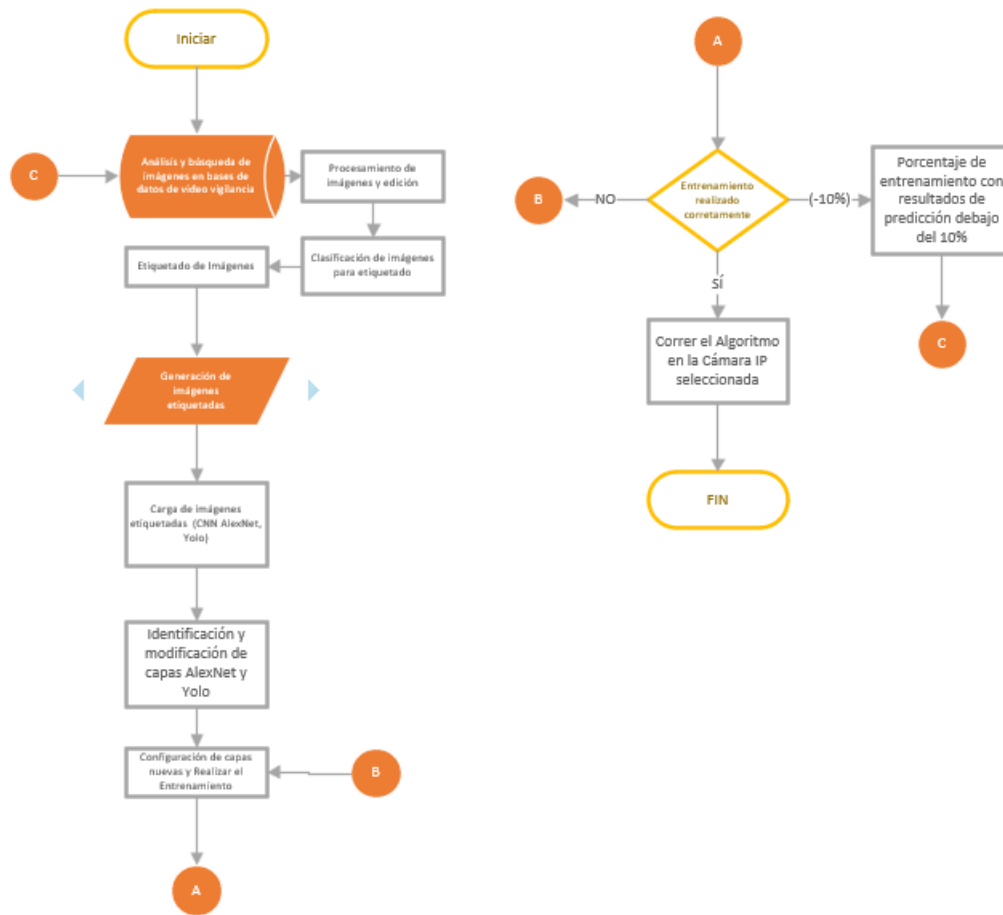 Iniciar
C
Análisis y búsqueda de
imágenes en bases de
datos de video vigilancia
Procesamiento de
imágenes y edición
Clasificación de imágenes
para etiquetado
Etiquetado de Imágenes
Generación de
imágenes
etiquetadas
Carga de imágenes
etiquetadas (CNN AlexNet,
Yolo)
Identificación y
modificación de
capas AlexNet y
Yolo
Configuración de capas
nuevas y Realizar el
Entrenamiento
B
A
A
Entrenamiento
realizado
corretamente
NO
B
(-10%)
Porcentaje de
entrenamiento con
resultados de
predicción debajo
del 10%
C
SÍ
Correr el Algoritmo
en la Cámara IP
seleccionada
FIN